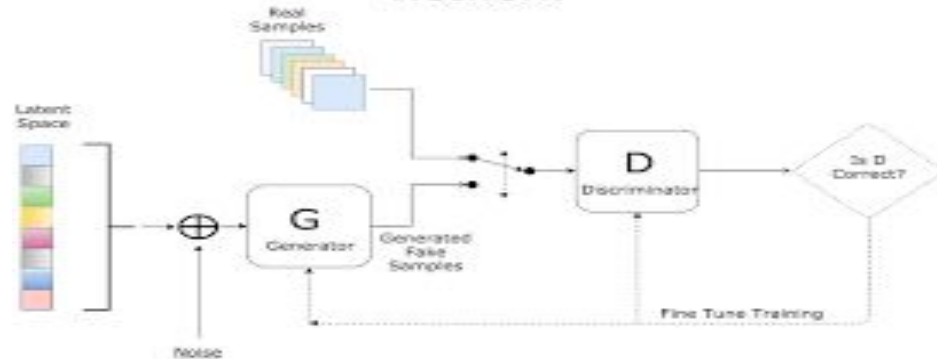 Real
Samples
Latent
Space
D
Discriminator
Is D
Correct?
G
Generator
Generated
Fake
Samples
Fine Tune Training
Noise